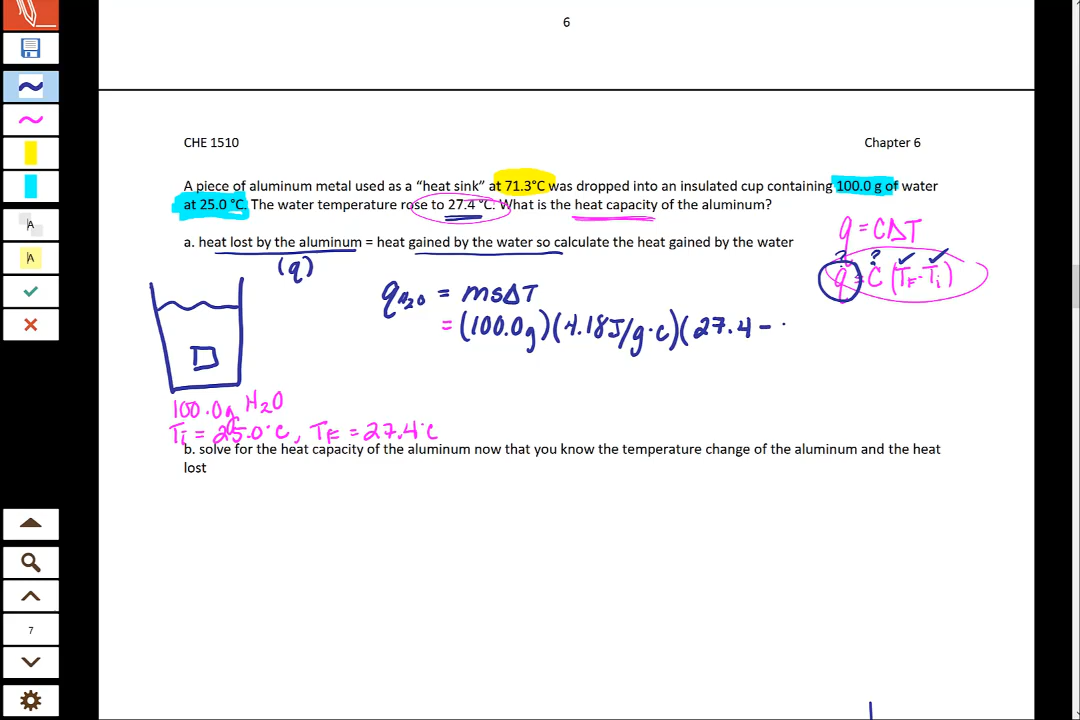 6
CHE 1510 Chapter 6
A piece of aluminum metal used as a “heat sink” at 71.3°C was dropped into an insulated cup containing 100.0 g of water
at 25.0 °C. The water temperature rose to 27.4 °C. What is the heat capacity of the aluminum?
q = CΔT
a. heat lost by the aluminum = heat gained by the water so calculate the heat gained by the water
(q)
? ?
q = C (TF - Ti)
qH2O = msΔT
= (100.0g)(4.18J/g·c)(27.4 -
100.0g H2O
Ti = 25.0°C, TF = 27.4°C
b. solve for the heat capacity of the aluminum now that you know the temperature change of the aluminum and the heat
lost
A
A
7